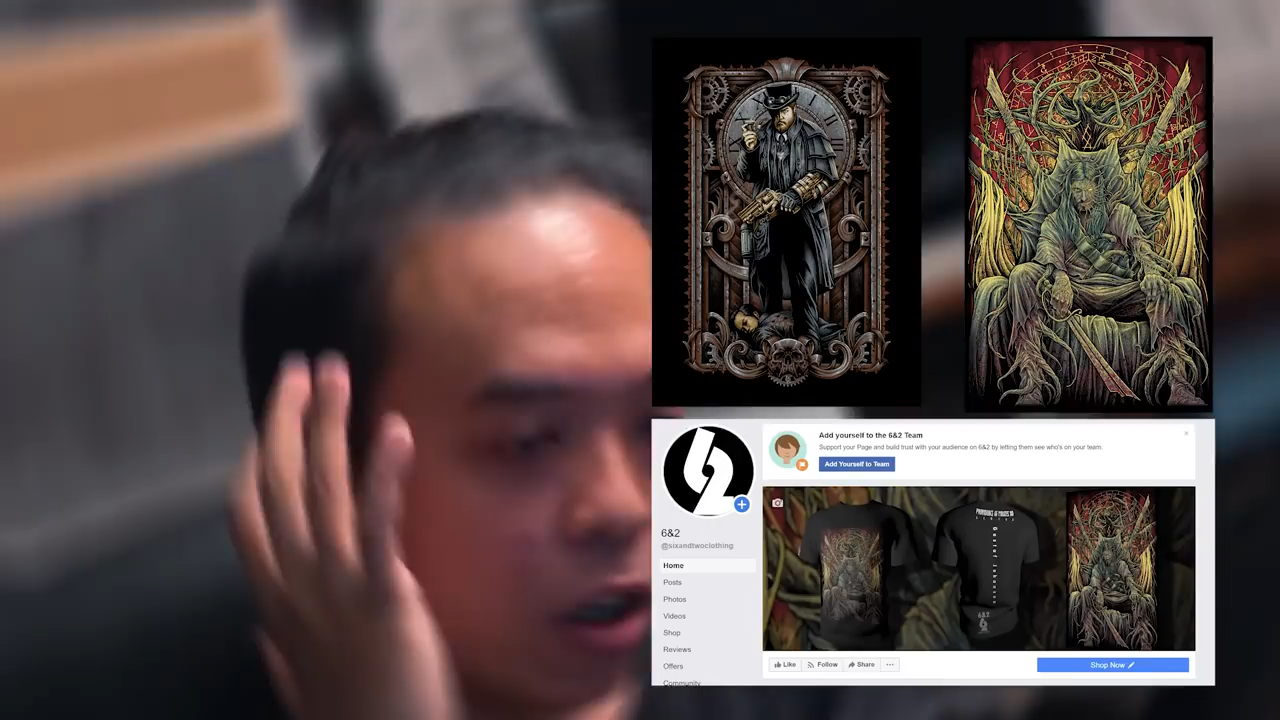 Add yourself to the 6&2 Team
Support your Page and build trust with your audience on 6&2 by letting them see who's on your team.
Add Yourself to Team
6&2
@sixandtwoclothing
Home
Posts
Photos
Videos
Shop
Reviews
Offers
Community
Like
Follow
Share
Shop Now